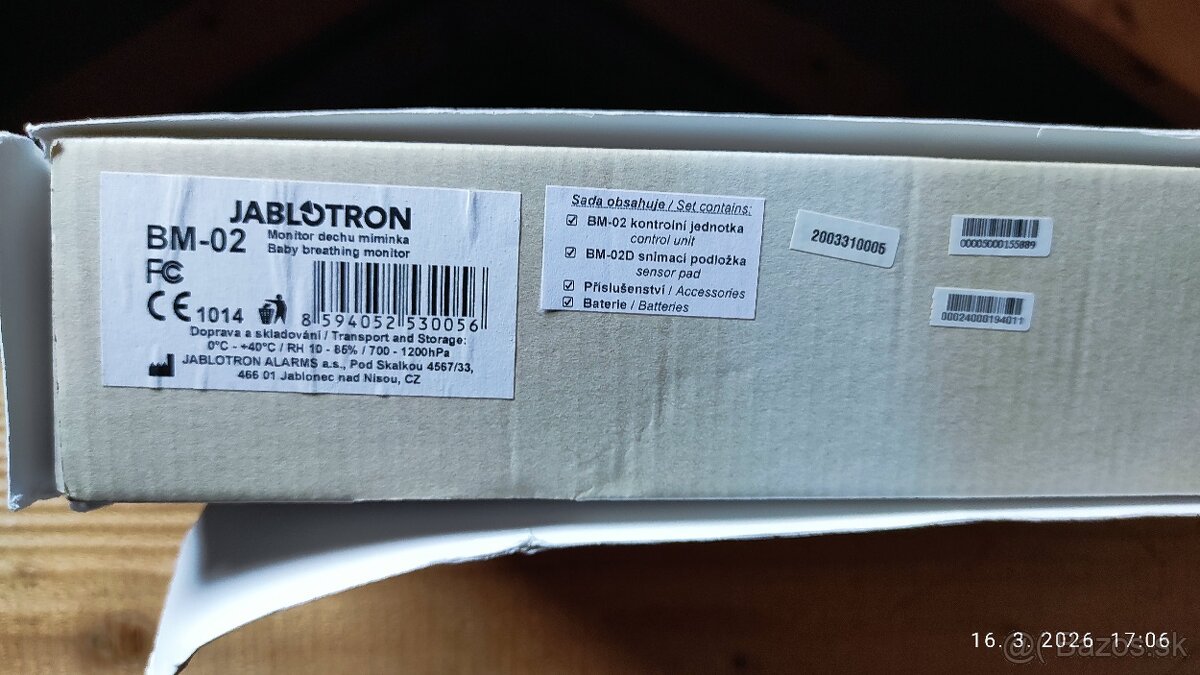 JABLOTRON
BM-02 Monitor dechu miminka
Baby breathing monitor
FC
CE 1014
8 594052 530056
Doprava a skladování / Transport and Storage:
0°C - +40°C / RH 10 - 85% / 700 - 1200hPa
JABLOTRON ALARMS a.s., Pod Skalkou 4567/33,
466 01 Jablonec nad Nisou, CZ
Sada obsahuje / Set contains:
BM-02 kontrolní jednotka
control unit
BM-02D snímací podložka
sensor pad
Příslušenství / Accessories
Baterie / Batteries
2003310005
00005000155889
00024000194011
16. 3. 2026 17:06
@( Bazos.sk